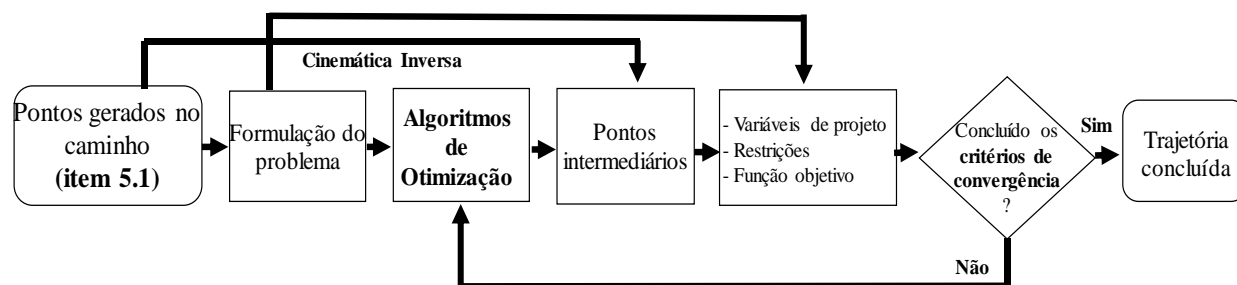 Cinemática Inversa
Pontos gerados no
caminho
(item 5.1)
Formulação do
problema
Algoritmos
de
Otimização
Pontos
intermediários
- Variáveis de projeto
- Restrições
- Função objetivo
Concluído os
critérios de
convergência
?
Sim
Trajetória
concluída
Não